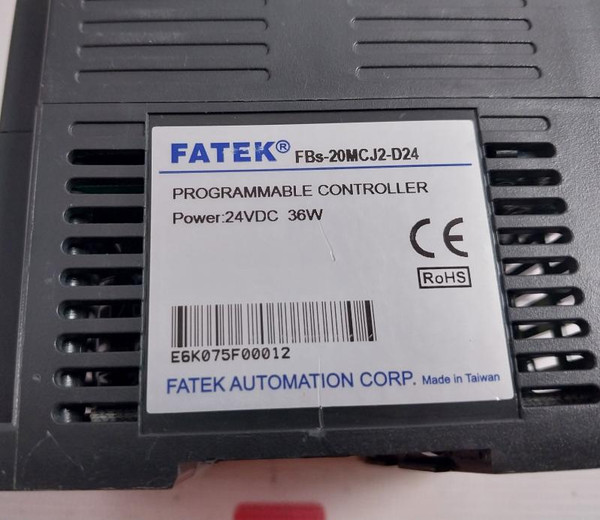 FATEK® FBs-20MCJ2-D24
PROGRAMMABLE CONTROLLER
Power:24VDC 36W
CE
RoHS
E6K075F00012
FATEK AUTOMATION CORP. Made in Taiwan